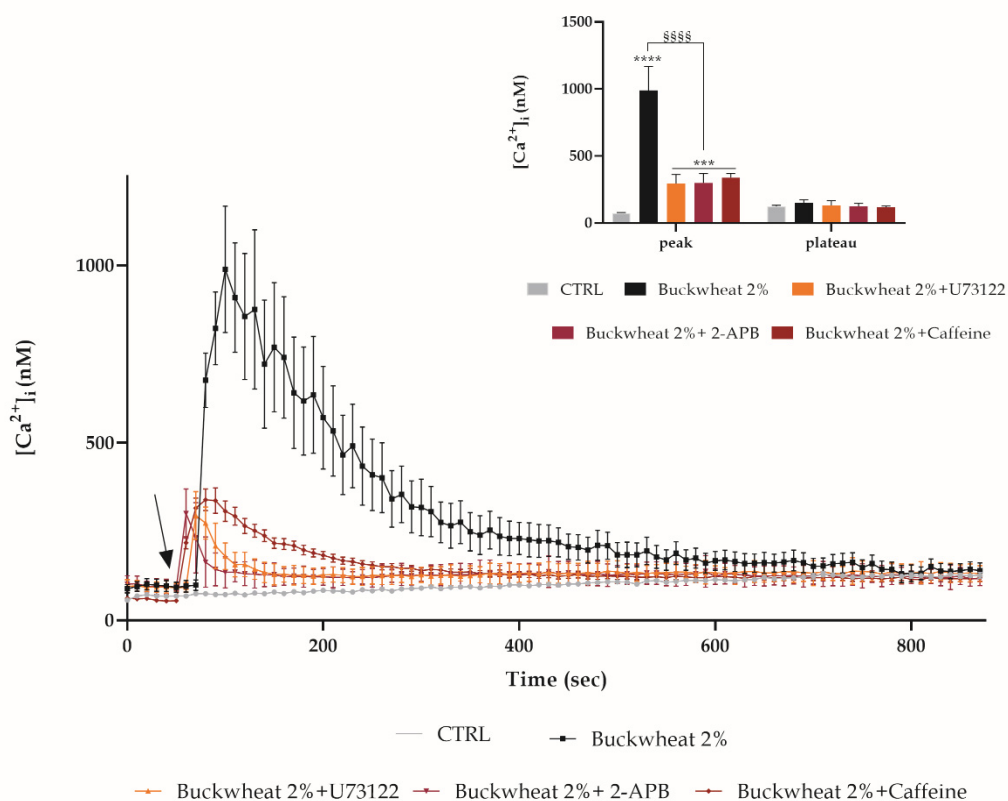 1500
1000
500
0
[Ca²⁺]ᵢ (nM)
§§§§
****
***
peak
plateau
CTRL
Buckwheat 2%
Buckwheat 2%+U73122
Buckwheat 2%+ 2-APB
Buckwheat 2%+Caffeine
1000
500
0
[Ca²⁺]ᵢ (nM)
0
200
400
600
800
Time (sec)
CTRL
Buckwheat 2%
Buckwheat 2%+U73122
Buckwheat 2%+ 2-APB
Buckwheat 2%+Caffeine